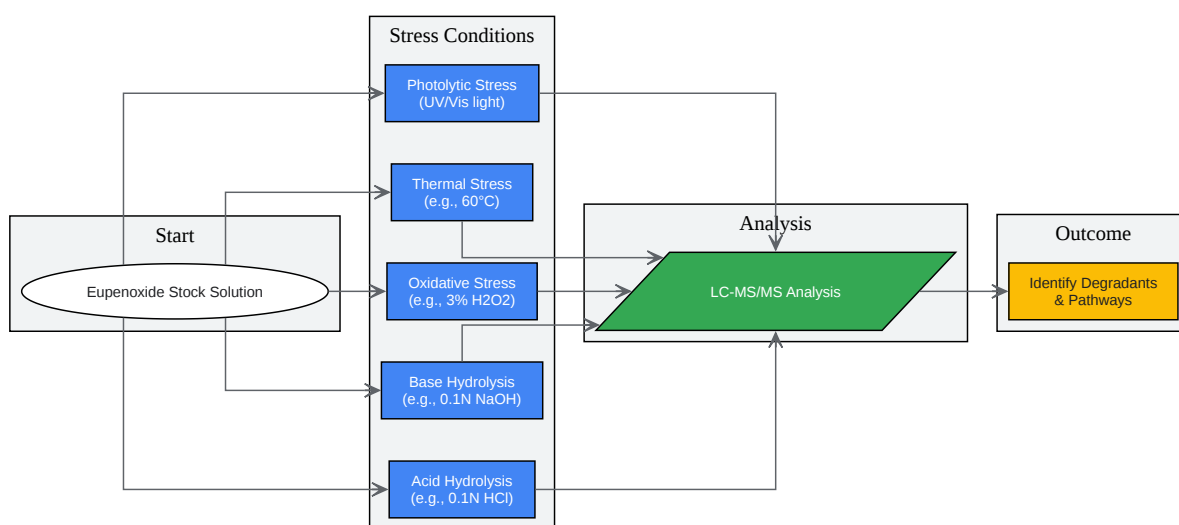 Stress Conditions
Photolytic Stress
(UV/Vis light)
Thermal Stress
(e.g., 60°C)
Start
Eupenoxide Stock Solution
Oxidative Stress
(e.g., 3% H2O2)
Base Hydrolysis
(e.g., 0.1N NaOH)
Acid Hydrolysis
(e.g., 0.1N HCl)
Analysis
LC-MS/MS Analysis
Outcome
Identify Degradants
& Pathways